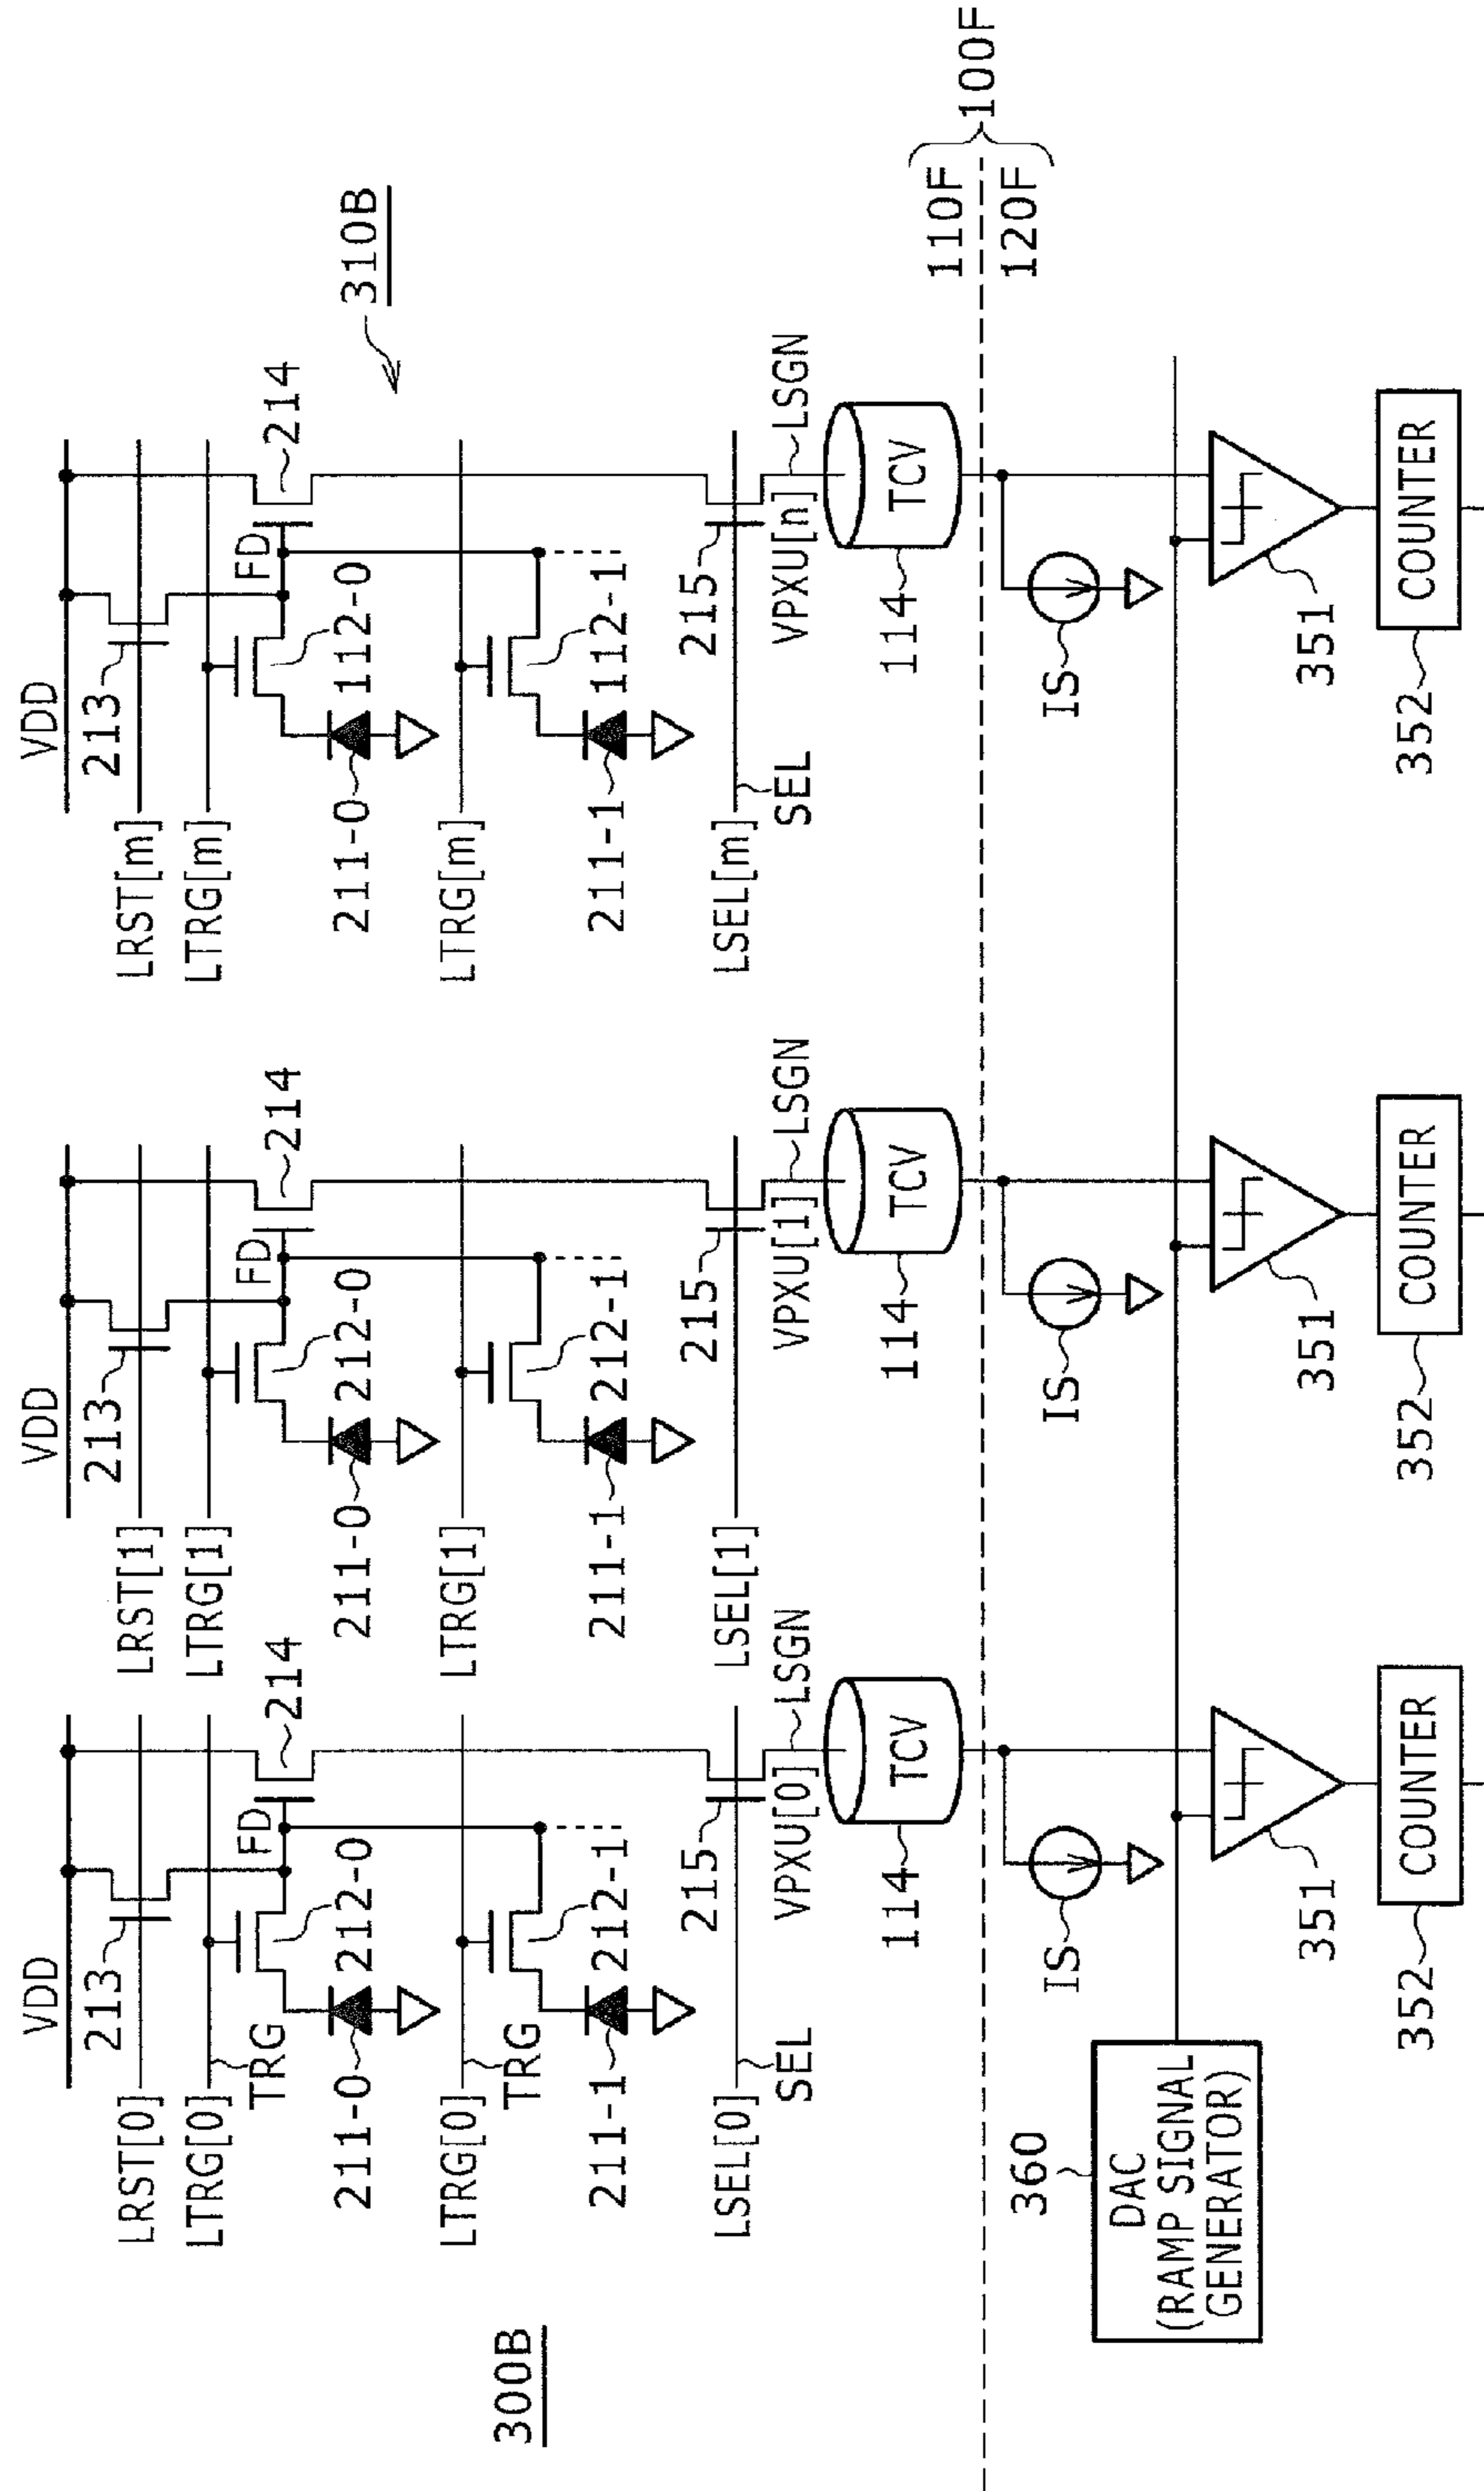 300B
310B
VDD
213
LRST[0]
LTRG[0]
TRG
FD
214
212-0
211-0
LTRG[0]
TRG
212-1
211-1
215
LSEL[0]
SEL
VPXU[0]
LSGN
114
TCV
VDD
213
LRST[1]
LTRG[1]
FD
214
212-0
211-0
LTRG[1]
212-1
211-1
215
LSEL[1]
VPXU[1]
LSGN
114
TCV
VDD
213
LRST[m]
LTRG[m]
FD
214
112-0
211-0
LTRG[m]
112-1
211-1
215
LSEL[m]
SEL
VPXU[n]
LSGN
114
TCV
110F
120F
100F
IS
IS
IS
360
DAC
(RAMP SIGNAL
GENERATOR)
351
351
351
352
COUNTER
352
COUNTER
352
COUNTER